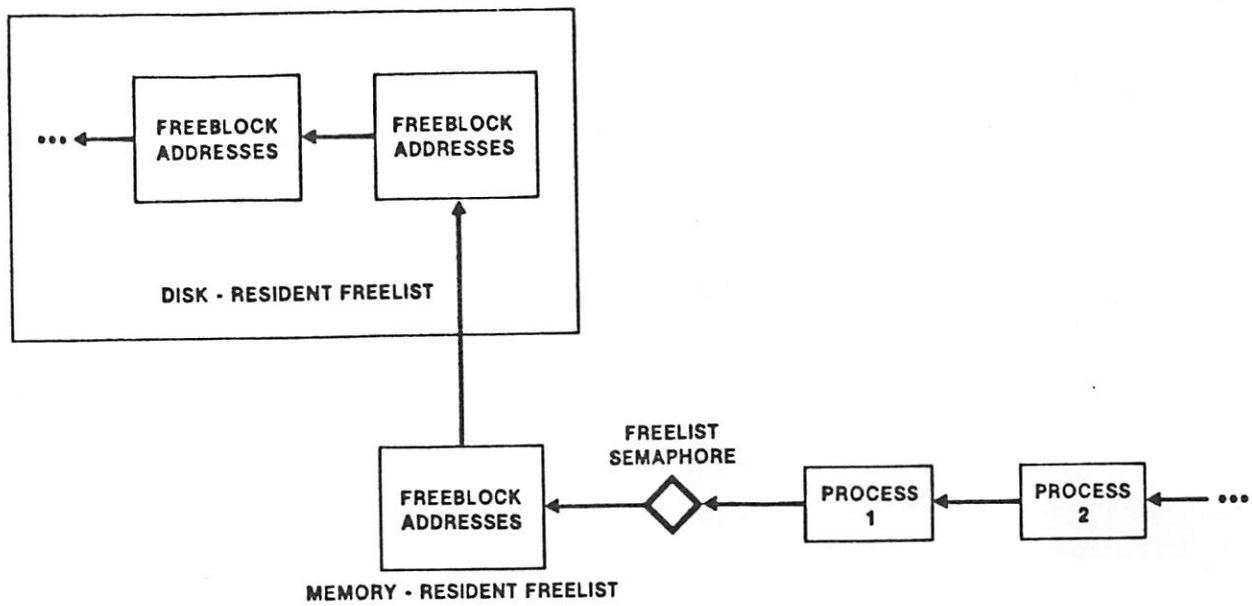 FREEBLOCK
ADDRESSES
FREEBLOCK
ADDRESSES
DISK - RESIDENT FREELIST
FREELIST
SEMAPHORE
FREEBLOCK
ADDRESSES
PROCESS
1
PROCESS
2
MEMORY - RESIDENT FREELIST